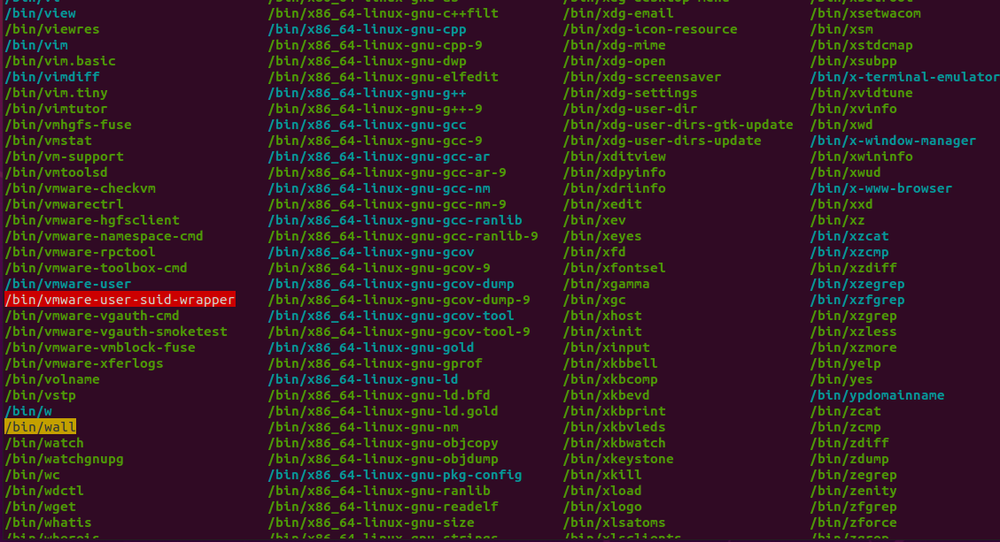 /bin/view /bin/x86_64-linux-gnu-c++filt /bin/xdg-email /bin/xsetwacom
/bin/viewres /bin/x86_64-linux-gnu-cpp /bin/xdg-icon-resource /bin/xsm
/bin/vim /bin/x86_64-linux-gnu-cpp-9 /bin/xdg-mime /bin/xstdcmap
/bin/vim.basic /bin/x86_64-linux-gnu-dwp /bin/xdg-open /bin/xsubpp
/bin/vimdiff /bin/x86_64-linux-gnu-elfedit /bin/xdg-screensaver /bin/x-terminal-emulator
/bin/vim.tiny /bin/x86_64-linux-gnu-g++ /bin/xdg-settings /bin/xvidtune
/bin/vimtutor /bin/x86_64-linux-gnu-g++-9 /bin/xdg-user-dir /bin/xvinfo
/bin/vmhgfs-fuse /bin/x86_64-linux-gnu-gcc /bin/xdg-user-dirs-gtk-update /bin/xwd
/bin/vmstat /bin/x86_64-linux-gnu-gcc-9 /bin/xdg-user-dirs-update /bin/x-window-manager
/bin/vm-support /bin/x86_64-linux-gnu-gcc-ar /bin/xditview /bin/xwininfo
/bin/vmtoolsd /bin/x86_64-linux-gnu-gcc-ar-9 /bin/xdpyinfo /bin/xwud
/bin/vmware-checkvm /bin/x86_64-linux-gnu-gcc-nm /bin/xdriinfo /bin/x-www-browser
/bin/vmwarectrl /bin/x86_64-linux-gnu-gcc-nm-9 /bin/xedit /bin/xxd
/bin/vmware-hgfsclient /bin/x86_64-linux-gnu-gcc-ranlib /bin/xev /bin/xz
/bin/vmware-namespace-cmd /bin/x86_64-linux-gnu-gcc-ranlib-9 /bin/xeyes /bin/xzcat
/bin/vmware-rpctool /bin/x86_64-linux-gnu-gcov /bin/xfd /bin/xzcmp
/bin/vmware-toolbox-cmd /bin/x86_64-linux-gnu-gcov-9 /bin/xfontsel /bin/xzdiff
/bin/vmware-user /bin/x86_64-linux-gnu-gcov-dump /bin/xgamma /bin/xzegrep
/bin/vmware-user-suid-wrapper /bin/x86_64-linux-gnu-gcov-dump-9 /bin/xgc /bin/xzfgrep
/bin/vmware-vgauth-cmd /bin/x86_64-linux-gnu-gcov-tool /bin/xhost /bin/xzgrep
/bin/vmware-vgauth-smoketest /bin/x86_64-linux-gnu-gcov-tool-9 /bin/xinit /bin/xzless
/bin/vmware-vmblock-fuse /bin/x86_64-linux-gnu-gold /bin/xinput /bin/xzmore
/bin/vmware-xferlogs /bin/x86_64-linux-gnu-gprof /bin/xkbbell /bin/yelp
/bin/volname /bin/x86_64-linux-gnu-ld /bin/xkbcomp /bin/yes
/bin/vstp /bin/x86_64-linux-gnu-ld.bfd /bin/xkbevd /bin/ypdomainname
/bin/w /bin/x86_64-linux-gnu-ld.gold /bin/xkbprint /bin/zcat
/bin/wall /bin/x86_64-linux-gnu-nm /bin/xkbvleds /bin/zcmp
/bin/watch /bin/x86_64-linux-gnu-objcopy /bin/xkbwatch /bin/zdiff
/bin/watchgnupg /bin/x86_64-linux-gnu-objdump /bin/xkeystone /bin/zdump
/bin/wc /bin/x86_64-linux-gnu-pkg-config /bin/xkill /bin/zegrep
/bin/wdctl /bin/x86_64-linux-gnu-ranlib /bin/xload /bin/zenity
/bin/wget /bin/x86_64-linux-gnu-readelf /bin/xlogo /bin/zfgrep
/bin/whatis /bin/x86_64-linux-gnu-size /bin/xlsatoms /bin/zforce